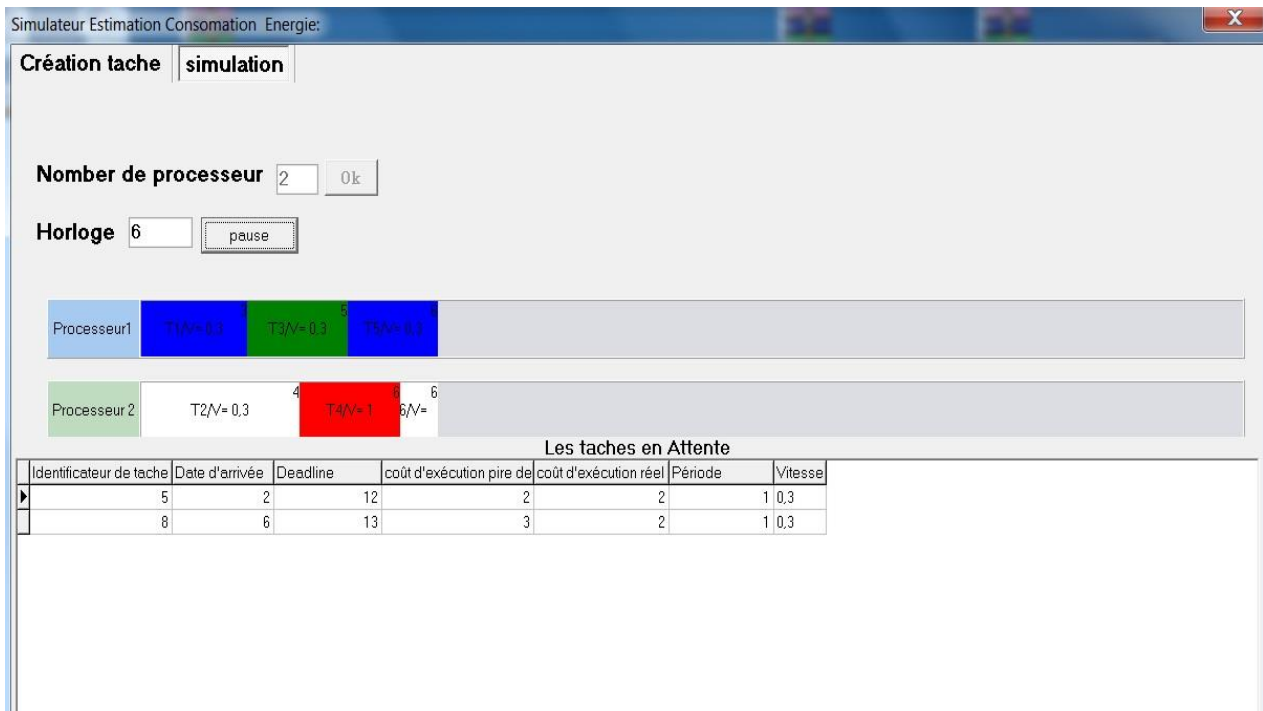 Simulateur Estimation Consomation Energie:
X
Création tache simulation
Nomber de processeur 2 Ok
Horloge 6 pause
Processeur1 T1/V= 0,3 3 T3/V= 0,3 5 T5/V= 0,3 6
Processeur 2 T2/V= 0,3 4 T4/V= 1 6 6/V= 6
Les taches en Attente
Identificateur de tache Date d'arrivée Deadline coût d'exécution pire de coût d'exécution réel Période Vitesse
5 2 12 2 2 1 0,3
8 6 13 3 2 1 0,3